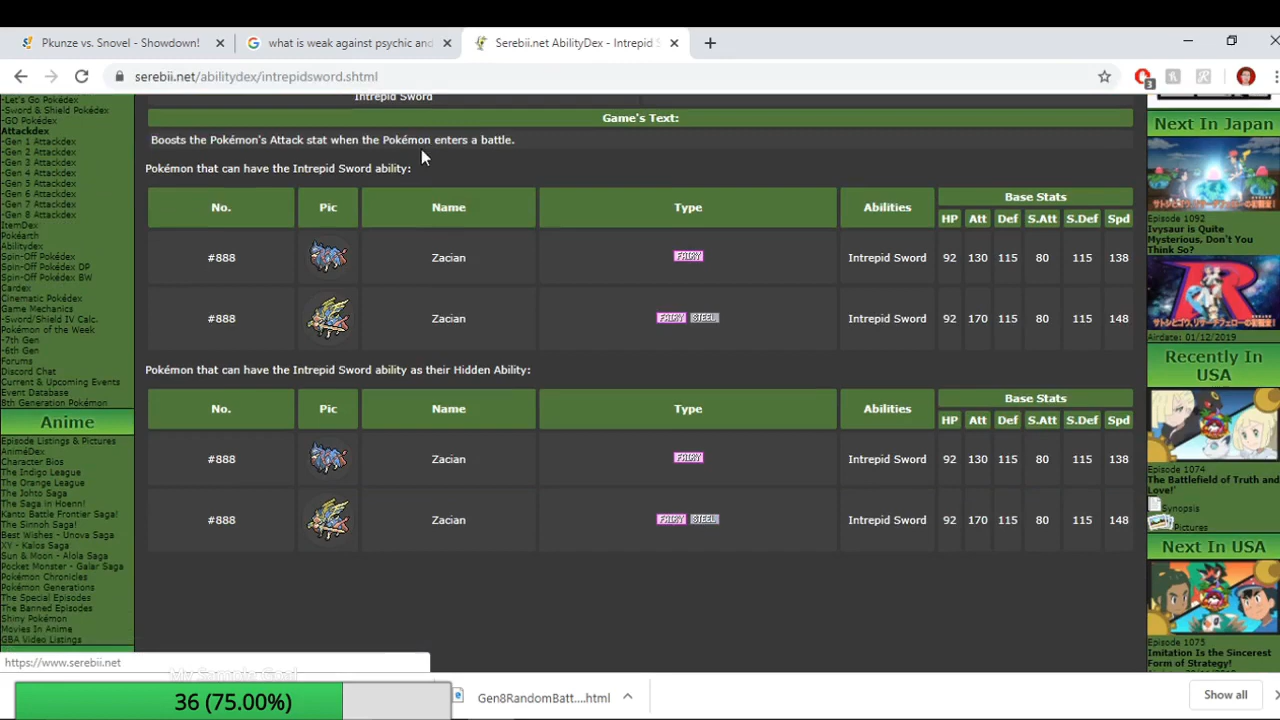 Pkunze vs. Snovel - Showdown!
what is weak against psychic and
Serebii.net AbilityDex - Intrepid S
serebii.net/abilitydex/intrepidsword.shtml
3
-Let's Go Pokédex
-Sword & Shield Pokédex
-GO Pokédex
Attackdex
-Gen 1 Attackdex
-Gen 2 Attackdex
-Gen 3 Attackdex
-Gen 4 Attackdex
-Gen 5 Attackdex
-Gen 6 Attackdex
-Gen 7 Attackdex
-Gen 8 Attackdex
ItemDex
Pokéarth
Abilitydex
Spin-Off Pokédex
Spin-Off Pokédex DP
Spin-Off Pokédex BW
Cardex
Cinematic Pokédex
Game Mechanics
-Sword/Shield IV Calc.
Pokémon of the Week
-7th Gen
-6th Gen
Forums
Discord Chat
Current & Upcoming Events
Event Database
8th Generation Pokémon
Anime
Episode Listings & Pictures
AniméDex
Character Bios
The Indigo League
The Orange League
The Johto Saga
The Saga in Hoenn!
Kanto Battle Frontier Saga!
The Sinnoh Saga!
Best Wishes - Unova Saga
XY - Kalos Saga
Sun & Moon - Alola Saga
Pocket Monster - Galar Saga
Pokémon Chronicles
Pokémon Generations
The Special Episodes
The Banned Episodes
Shiny Pokémon
Movies In Anime
GBA Video Listings
Intrepid Sword
Game's Text:
Boosts the Pokémon's Attack stat when the Pokémon enters a battle.
Pokémon that can have the Intrepid Sword ability:
No. Pic Name Type Abilities Base Stats
HP Att Def S.Att S.Def Spd
#888 Zacian FAIRY Intrepid Sword 92 130 115 80 115 138
#888 Zacian FAIRY STEEL Intrepid Sword 92 170 115 80 115 148
Pokémon that can have the Intrepid Sword ability as their Hidden Ability:
No. Pic Name Type Abilities Base Stats
HP Att Def S.Att S.Def Spd
#888 Zacian FAIRY Intrepid Sword 92 130 115 80 115 138
#888 Zacian FAIRY STEEL Intrepid Sword 92 170 115 80 115 148
Next In Japan
Episode 1092
Ivysaur is Quite
Mysterious, Don't You
Think So?
Airdate: 01/12/2019
Recently In
USA
Episode 1074
The Battlefield of Truth and
Love!'
Synopsis
Pictures
Next In USA
Episode 1075
Imitation Is the Sincerest
Form of Strategy!
https://www.serebii.net
My Sample Goal
36 (75.00%)
Gen8RandomBatt....html
Show all